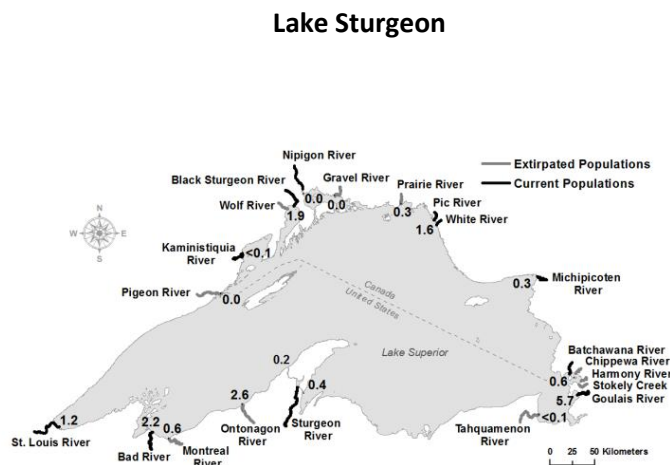 Lake Sturgeon
Nipigon River
Gravel River
Black Sturgeon River
Prairie River
Extirpated Populations
Current Populations
Wolf River
0.0
0.0
0.3
Pic River
White River
1.9
1.6
N
W
E
S
Kaministiquia
River
<0.1
Pigeon River
0.0
Canada
United States
0.3
Michipicoten
River
Lake Superior
0.2
0.4
Batchawana River
Chippewa River
Harmony River
Stokely Creek
Goulais River
0.6
5.7
<0.1
Tahquamenon
River
2.6
Ontonagon
River
Sturgeon
River
1.2
St. Louis River
2.2
0.6
Bad River
Montreal
River
0 25 50 Kilometers